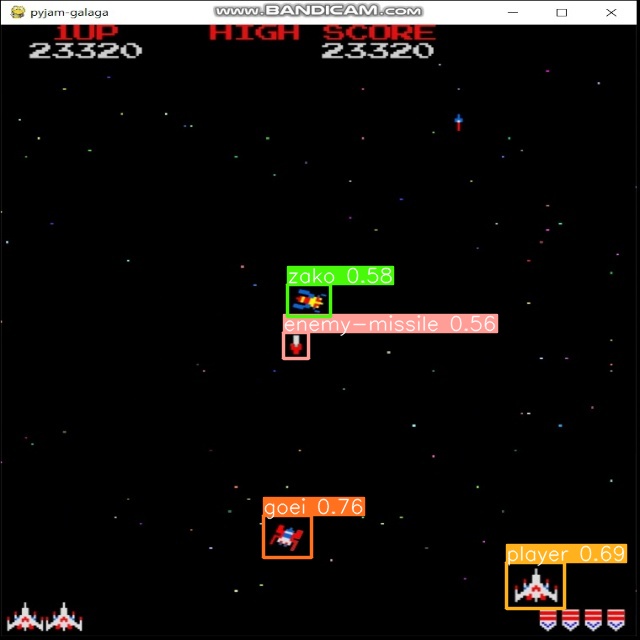 pyjam-galaga
www.BANDICAM.com
1UP HIGH SCORE
23320 23320
zako 0.58
enemy-missile 0.56
goei 0.76
player 0.69